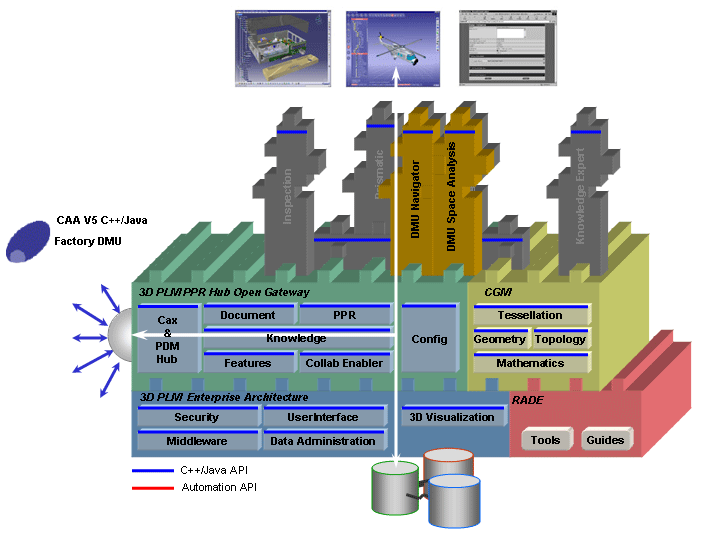 Inspection
Prismatic
DMU Navigator
DMU Space Analysis
Knowledge Expert
CAA V5 C++/Java
Factory DMU
3D PLM PPR Hub Open Gateway
CGM
Cax
&
PDM
Hub
Document
PPR
Knowledge
Features
Collab Enabler
Config
Tessellation
Geometry
Topology
Mathematics
3D PLM Enterprise Architecture
RADE
Security
UserInterface
3D Visualization
Middleware
Data Administration
Tools
Guides
C++/Java API
Automation API